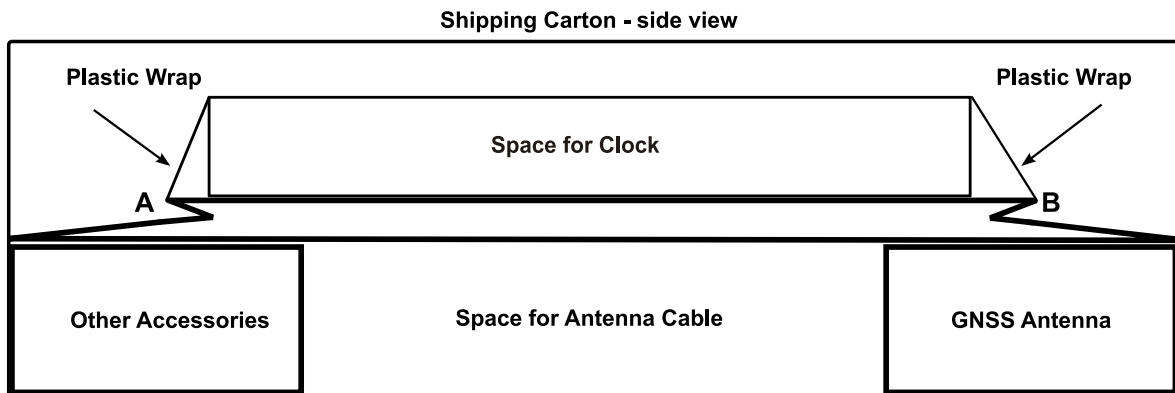 Shipping Carton - side view
Plastic Wrap
Plastic Wrap
Space for Clock
A
B
Other Accessories
Space for Antenna Cable
GNSS Antenna